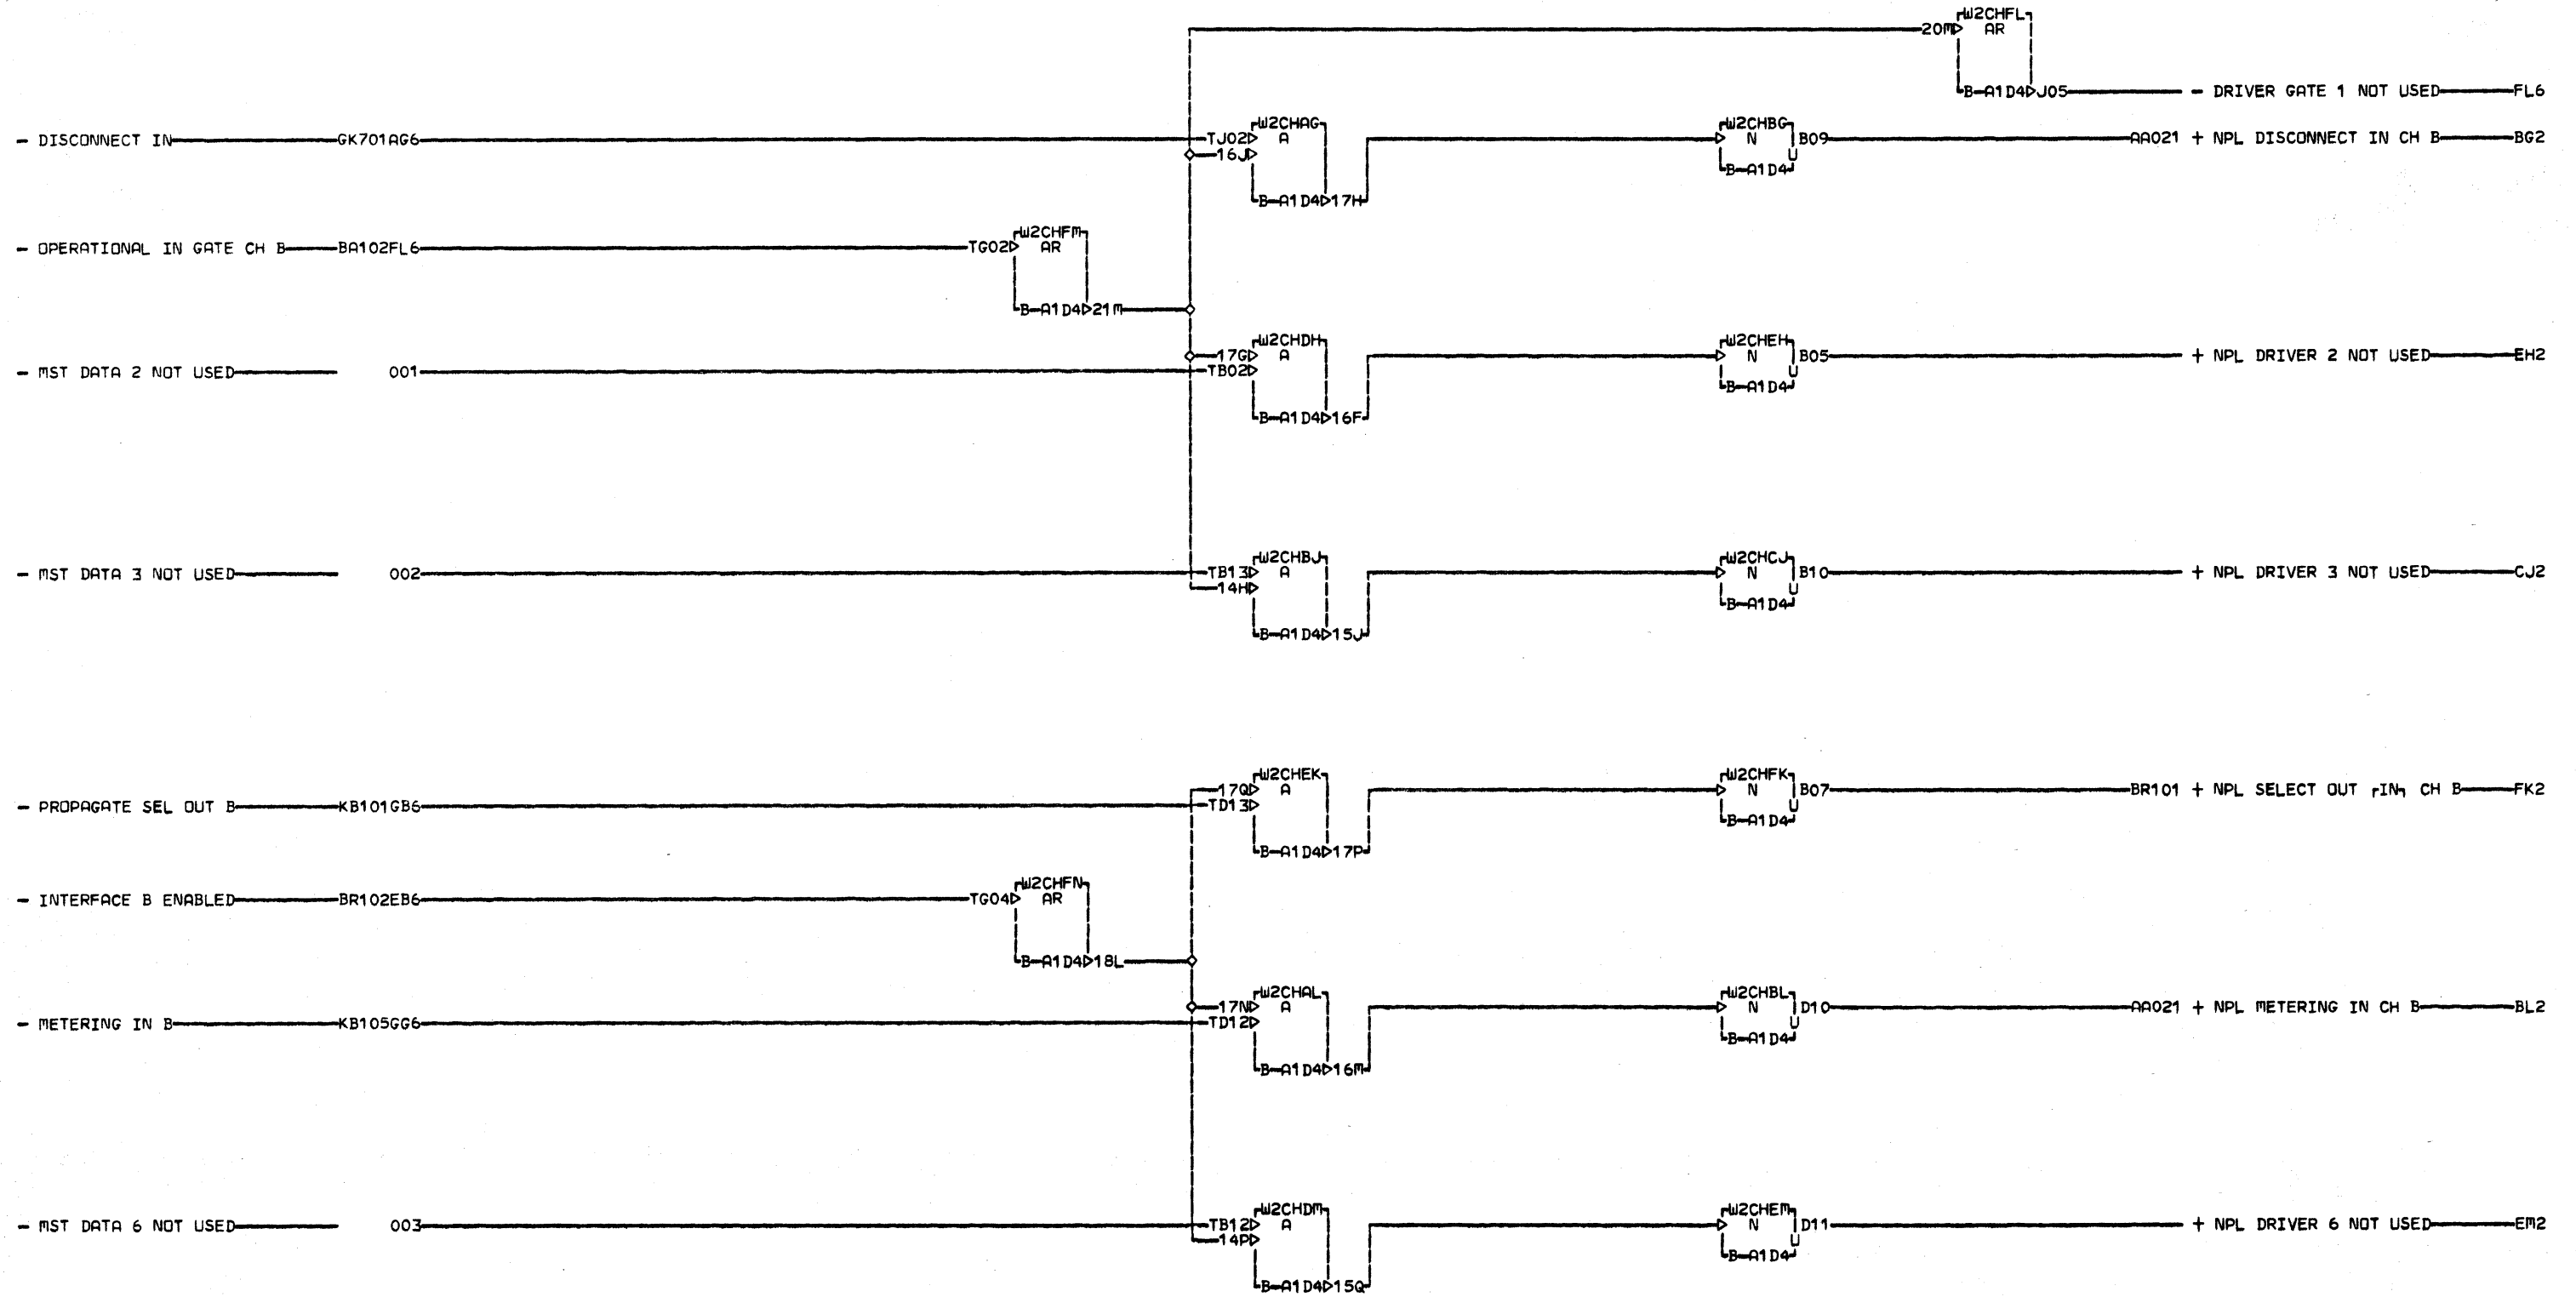 W2CHFL
20M AR
B-A1D4 J05 - DRIVER GATE 1 NOT USED FL6
W2CHAG W2CHBG
- DISCONNECT IN GK701AG6 TJ02 A N B09 AA021 + NPL DISCONNECT IN CH B BG2
16J U
B-A1D4
B-A1D4 17H
W2CHFM
- OPERATIONAL IN GATE CH B BA102FL6 TG02 AR
B-A1D4 21M
W2CHDH W2CHEH
17G A N B05 + NPL DRIVER 2 NOT USED EH2
- MST DATA 2 NOT USED 001 TB02 U
B-A1D4
B-A1D4 16F
W2CHBJ W2CHCJ
- MST DATA 3 NOT USED 002 TB13 A N B10 + NPL DRIVER 3 NOT USED CJ2
14H U
B-A1D4
B-A1D4 15J
W2CHEK W2CHFK
17Q A N B07 BR101 + NPL SELECT OUT ┌IN┐ CH B FK2
- PROPAGATE SEL OUT B KB101GB6 TD13 U
B-A1D4
B-A1D4 17P
W2CHFN
- INTERFACE B ENABLED BR102EB6 TG04 AR
B-A1D4 18L
W2CHAL W2CHBL
17N A N D10 AA021 + NPL METERING IN CH B BL2
- METERING IN B KB105GG6 TD12 U
B-A1D4
B-A1D4 16M
W2CHDM W2CHEM
- MST DATA 6 NOT USED 003 TB12 A N D11 + NPL DRIVER 6 NOT USED EM2
14P U
B-A1D4
B-A1D4 15Q